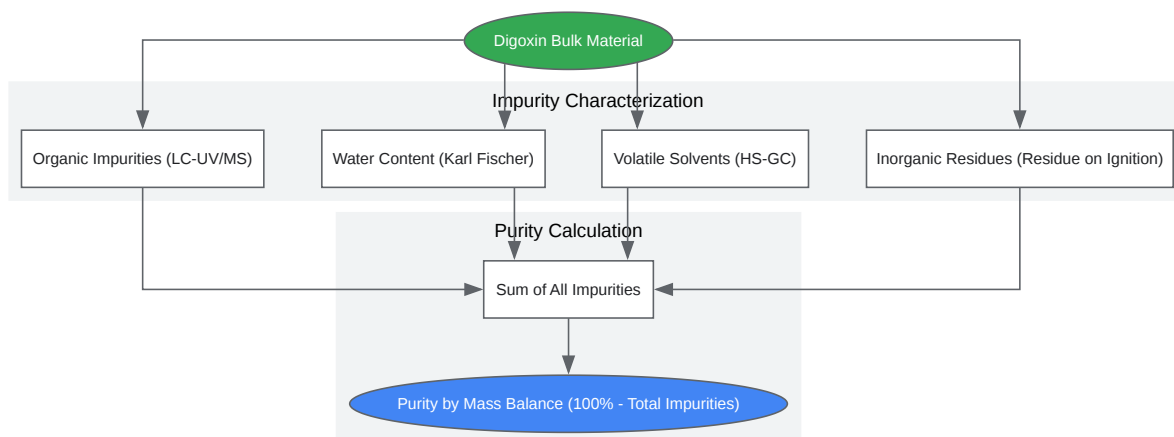 Digoxin Bulk Material
Impurity Characterization
Organic Impurities (LC-UV/MS)
Water Content (Karl Fischer)
Volatile Solvents (HS-GC)
Inorganic Residues (Residue on Ignition)
Purity Calculation
Sum of All Impurities
Purity by Mass Balance (100% - Total Impurities)